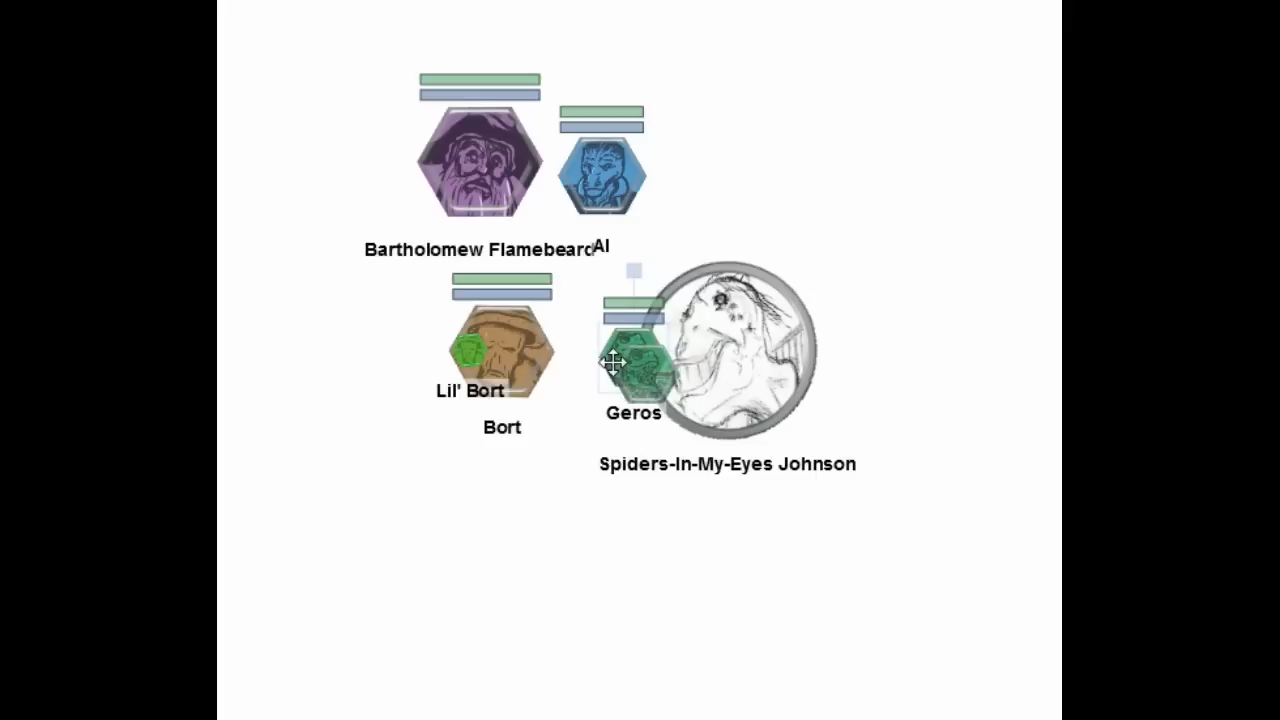 Bartholomew Flamebeard
Al
Lil' Bort
Bort
Geros
Spiders-In-My-Eyes Johnson